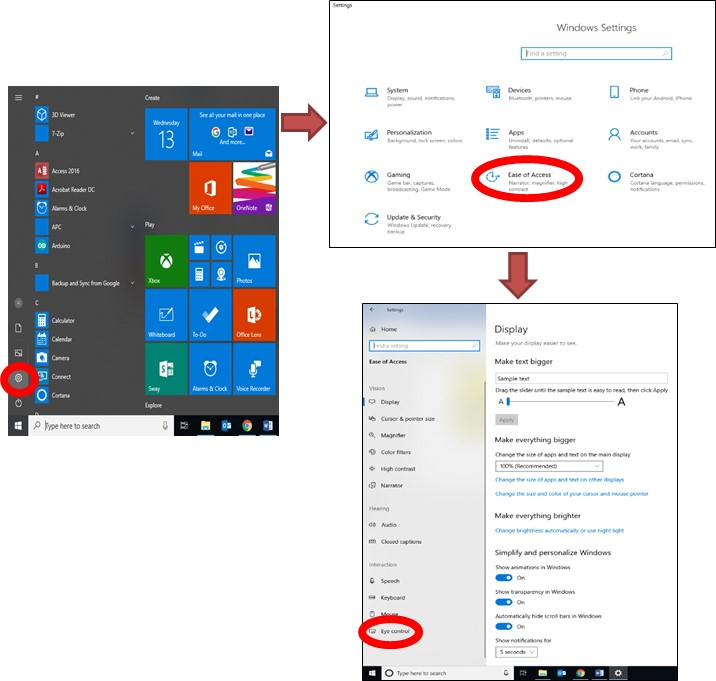 #
3D Viewer
7-Zip
A
Access 2016
Acrobat Reader DC
Alarms & Clock
APC
Arduino
B
Backup and Sync from Google
C
Calculator
Calendar
Camera
Connect
Cortana
Create
Wednesday
13
See all your mail in one place
And more...
Mail
My Office
OneNote
Play
Xbox
Photos
Whiteboard
To-Do
Office Lens
Sway
Alarms & Clock
Voice Recorder
Explore
Type here to search
Settings
Windows Settings
Find a setting
System
Display, sound, notifications,
power
Devices
Bluetooth, printers, mouse
Phone
Link your Android, iPhone
Personalization
Background, lock screen, colors
Apps
Uninstall, defaults, optional
features
Accounts
Your accounts, email, sync,
work, family
Gaming
Game bar, captures,
broadcasting, Game Mode
Ease of Access
Narrator, magnifier, high
contrast
Cortana
Cortana language, permissions,
notifications
Update & Security
Windows Update, recovery,
backup
Settings
Home
Find a setting
Ease of Access
Vision
Display
Cursor & pointer size
Magnifier
Color filters
High contrast
Narrator
Hearing
Audio
Closed captions
Interaction
Speech
Keyboard
Mouse
Eye control
Display
Make your display easier to see.
Make text bigger
Sample text
Drag the slider until the sample text is easy to read, then click Apply
A A
Apply
Make everything bigger
Change the size of apps and text on the main display
100% (Recommended)
Change the size of apps and text on other displays
Change the size and color of your cursor and mouse pointer
Make everything brighter
Change brightness automatically or use night light
Simplify and personalize Windows
Show animations in Windows
On
Show transparency in Windows
On
Automatically hide scroll bars in Windows
On
Show notifications for
5 seconds
Type here to search